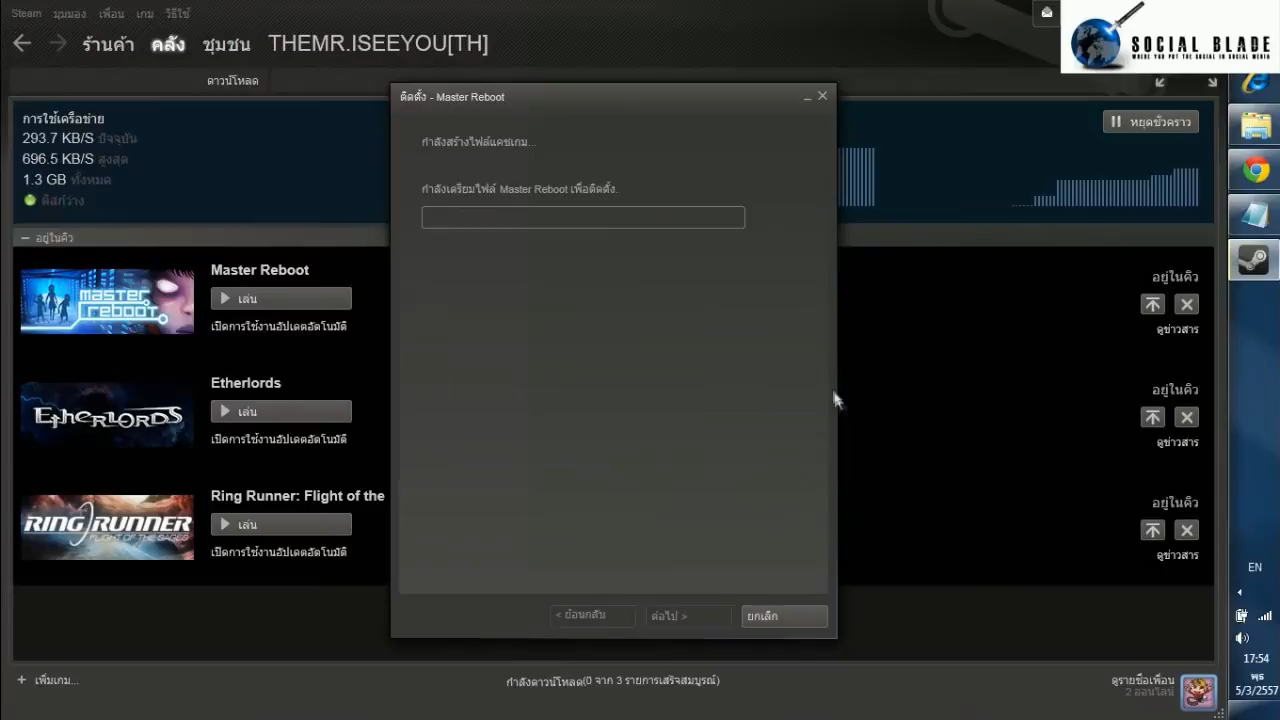 Steam มุมมอง เพื่อน เกม วิธีใช้
ร้านค้า คลัง ชุมชน THEMR.ISEEYOU[TH]
SOCIAL BLADE
WHERE YOU PUT THE SOCIAL IN SOCIAL MEDIA
ดาวน์โหลด
การใช้เครือข่าย
293.7 KB/S ปัจจุบัน
696.5 KB/S สูงสุด
1.3 GB ทั้งหมด
ดิสก์ว่าง
หยุดชั่วคราว
อยู่ในคิว
ติดตั้ง - Master Reboot
กำลังสร้างไฟล์แคชเกม...
กำลังเตรียมไฟล์ Master Reboot เพื่อติดตั้ง.
< ย้อนกลับ ต่อไป > ยกเลิก
master reboot
Master Reboot
เล่น
เปิดการใช้งานอัปเดตอัตโนมัติ
อยู่ในคิว
ดูข่าวสาร
ETHERLORDS
Etherlords
เล่น
เปิดการใช้งานอัปเดตอัตโนมัติ
อยู่ในคิว
ดูข่าวสาร
RING RUNNER
FLIGHT OF THE SAGES
Ring Runner: Flight of the
เล่น
เปิดการใช้งานอัปเดตอัตโนมัติ
อยู่ในคิว
ดูข่าวสาร
+ เพิ่มเกม...
กำลังดาวน์โหลด(0 จาก 3 รายการเสร็จสมบูรณ์)
ดูรายชื่อเพื่อน
2 ออนไลน์
EN
17:54
พุธ
5/3/2557